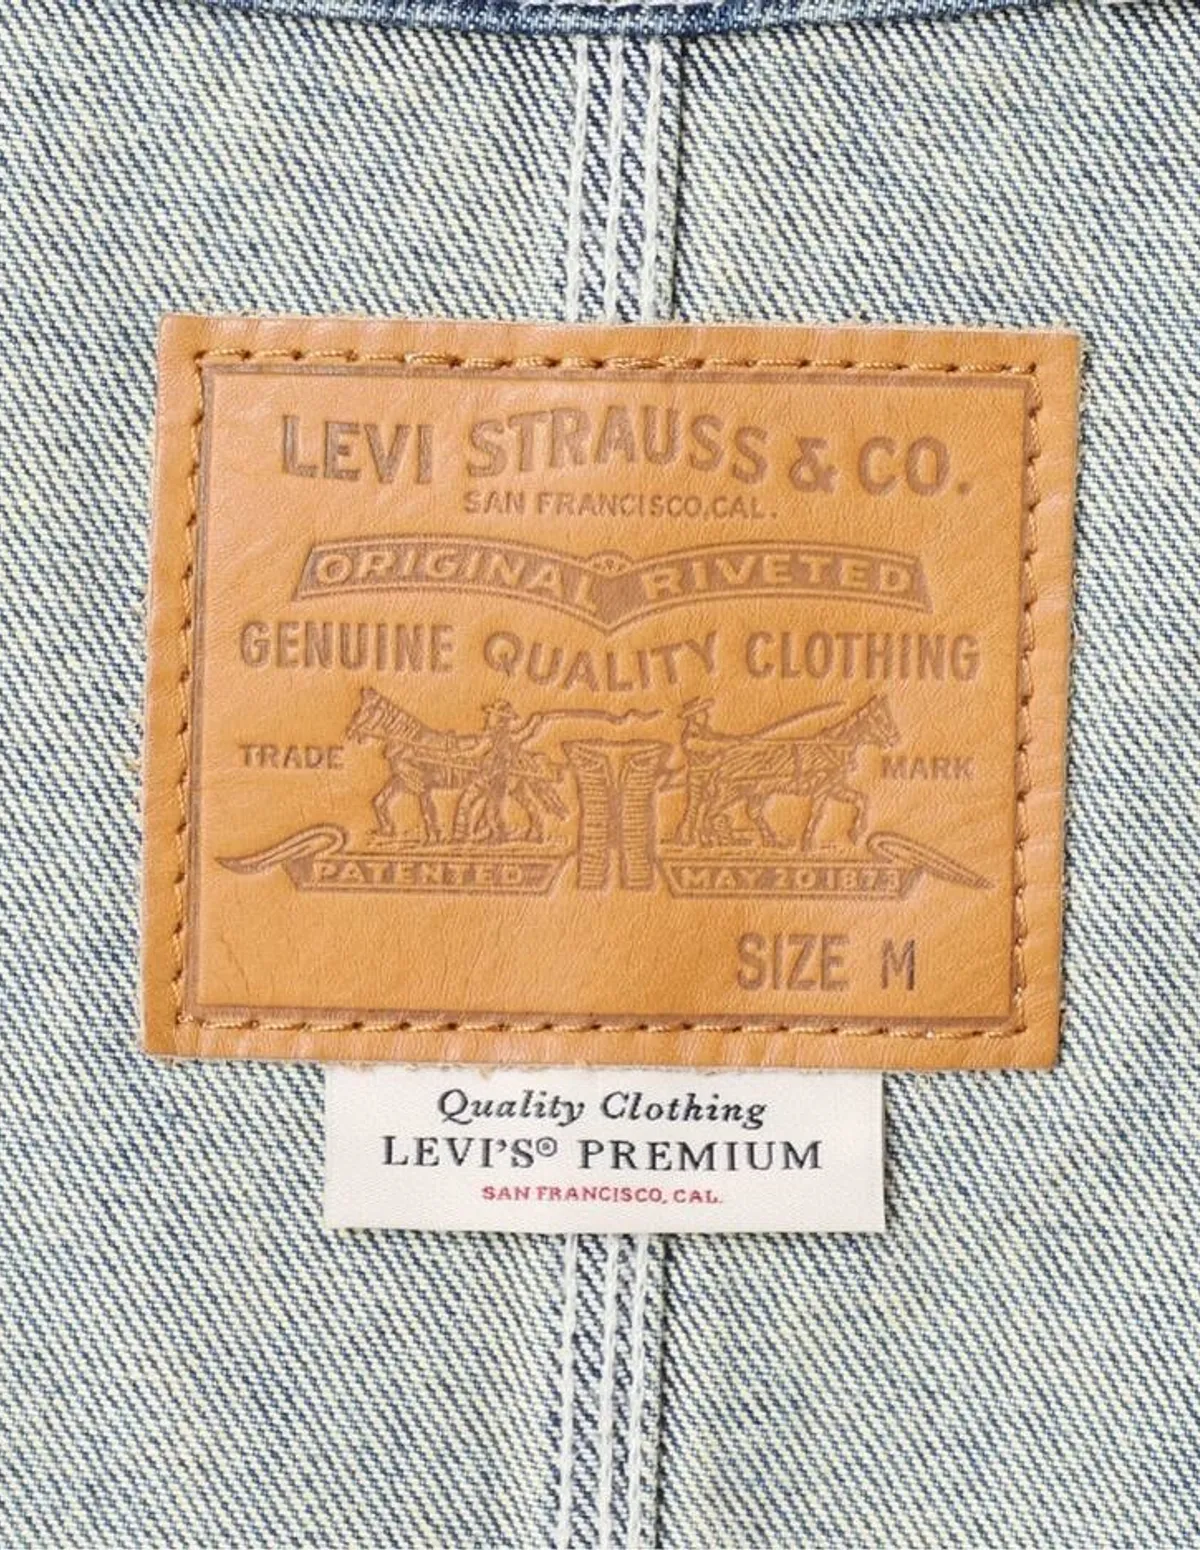 LEVI STRAUSS & CO.
SAN FRANCISCO, CAL.
ORIGINAL RIVETED
GENUINE QUALITY CLOTHING
TRADE MARK
PATENTED MAY 20 1873
SIZE M
Quality Clothing
LEVI'S® PREMIUM
SAN FRANCISCO, CAL.